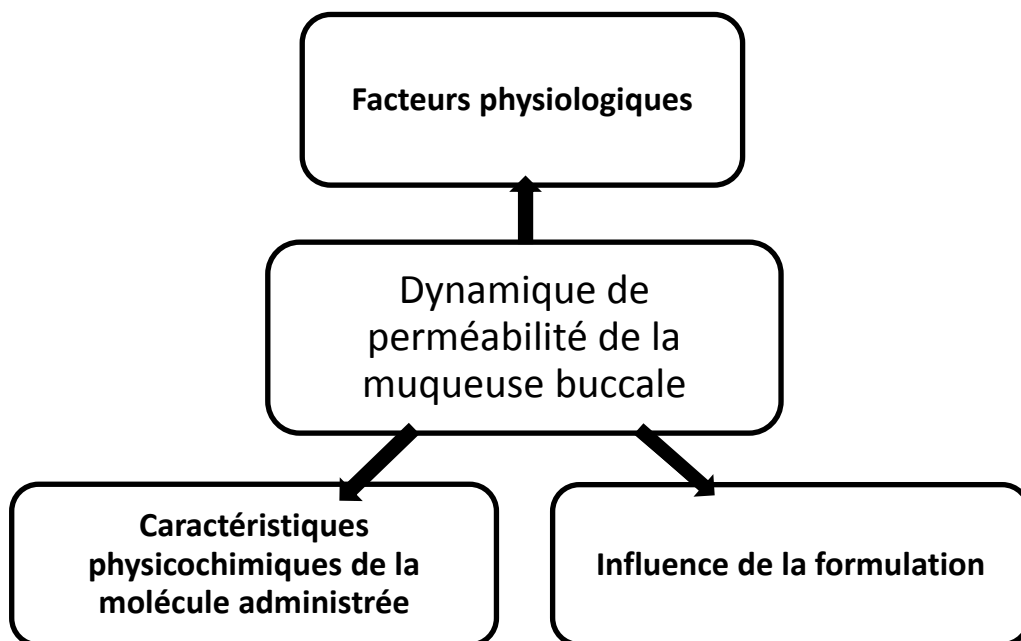 Facteurs physiologiques
Dynamique de
perméabilité de la
muqueuse buccale
Caractéristiques
physicochimiques de la
molécule administrée
Influence de la formulation